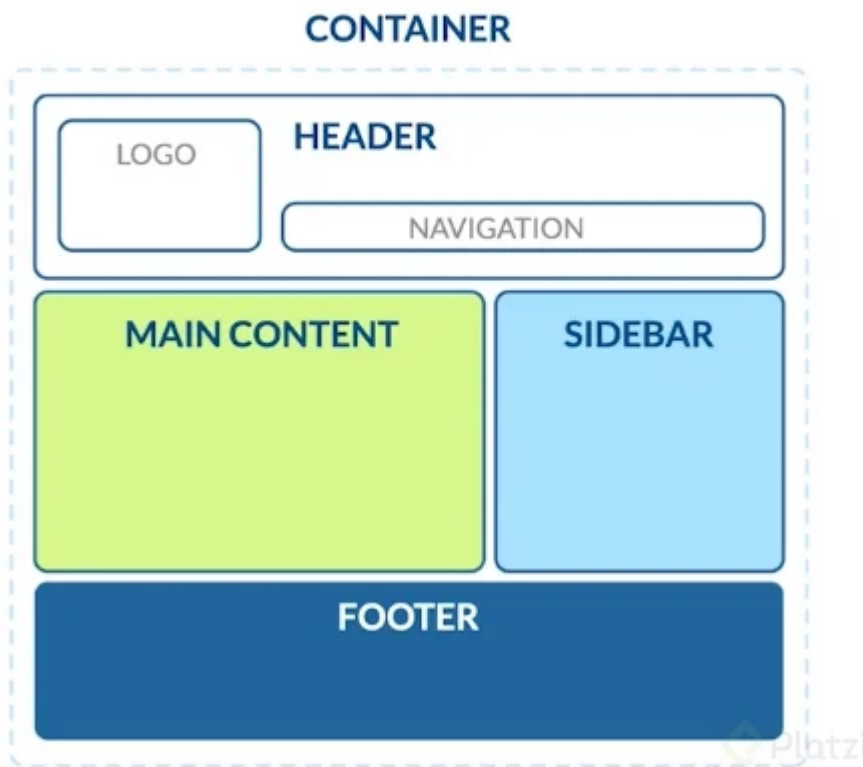 CONTAINER
LOGO
HEADER
NAVIGATION
MAIN CONTENT
SIDEBAR
FOOTER